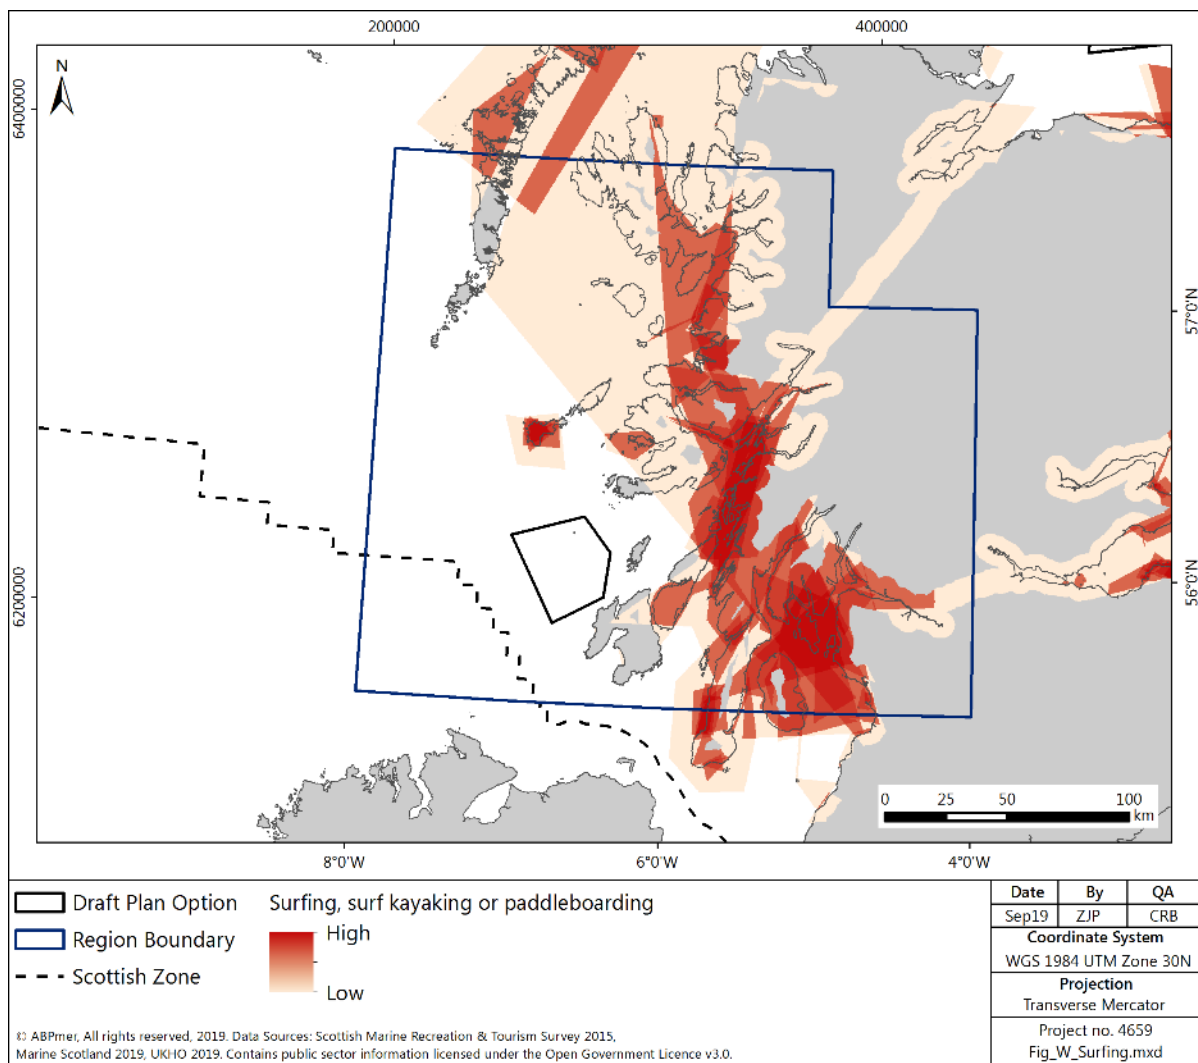 200000
400000
N
6400000
6200000
57°0'N
56°0'N
0
25
50
100
km
8°0'W
6°0'W
4°0'W
Draft Plan Option
Region Boundary
Scottish Zone
Surfing, surf kayaking or paddleboarding
High
Low
Date By QA
Sep19 ZJP CRB
Coordinate System
WGS 1984 UTM Zone 30N
Projection
Transverse Mercator
Project no. 4659
Fig_W_Surfing.mxd
© ABPmer, All rights reserved, 2019. Data Sources: Scottish Marine Recreation & Tourism Survey 2015,
Marine Scotland 2019, UKHO 2019. Contains public sector information licensed under the Open Government Licence v3.0.